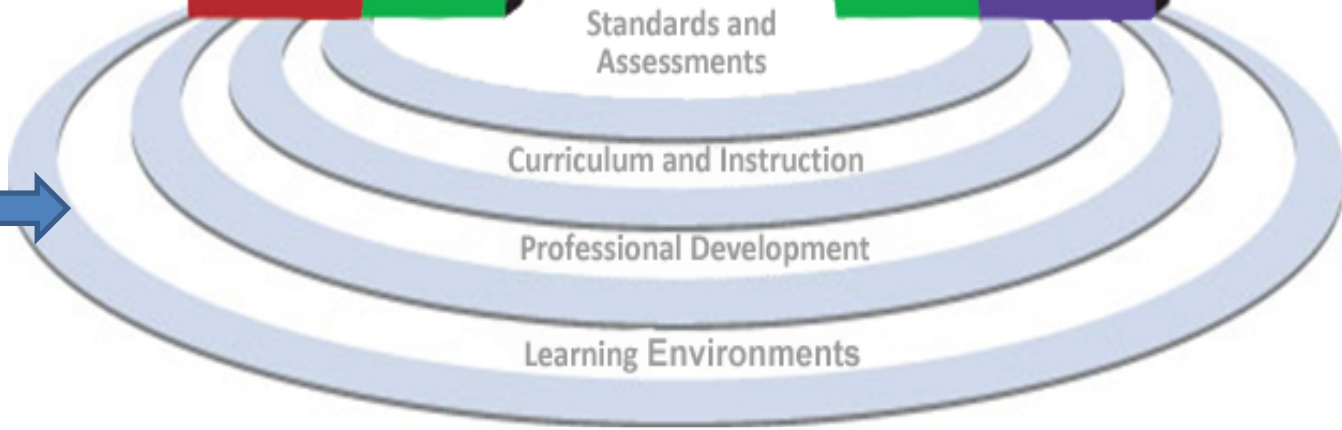 Standards and
Assessments
Curriculum and Instruction
Professional Development
Learning Environments